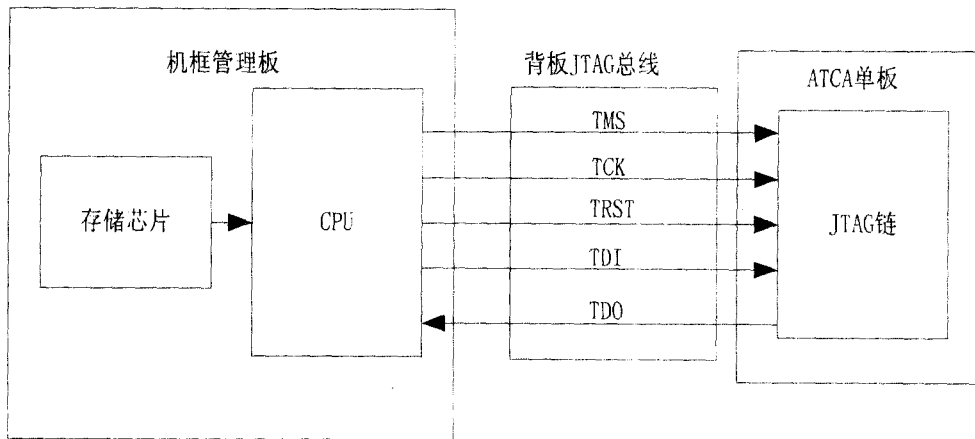 机框管理板
背板JTAG总线
ATCA单板
存储芯片
CPU
TMS
TCK
TRST
TDI
TDO
JTAG链